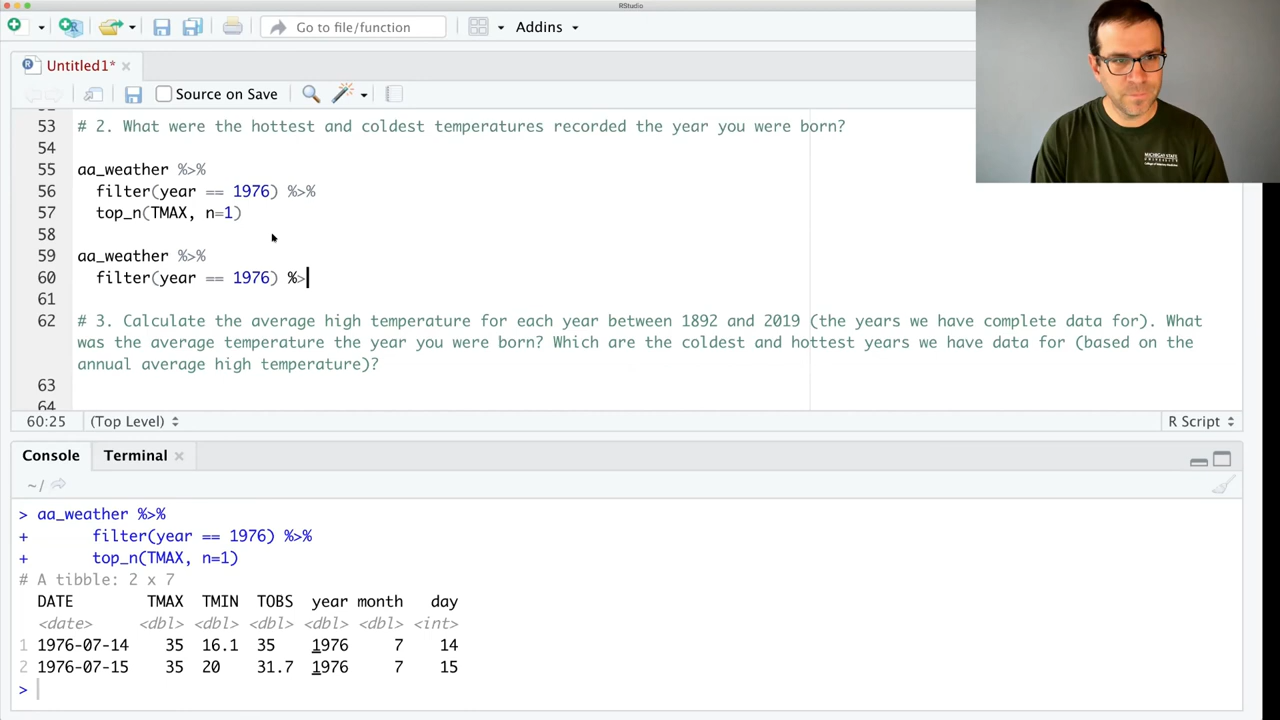 RStudio
Go to file/function
Addins
Untitled1*
Source on Save
53 # 2. What were the hottest and coldest temperatures recorded the year you were born?
54
55 aa_weather %>%
56 filter(year == 1976) %>%
57 top_n(TMAX, n=1)
58
59 aa_weather %>%
60 filter(year == 1976) %>
61
62 # 3. Calculate the average high temperature for each year between 1892 and 2019 (the years we have complete data for). What
was the average temperature the year you were born? Which are the coldest and hottest years we have data for (based on the
annual average high temperature)?
63
64
60:25 (Top Level) R Script
Console Terminal
~/
> aa_weather %>%
+ filter(year == 1976) %>%
+ top_n(TMAX, n=1)
# A tibble: 2 x 7
DATE TMAX TMIN TOBS year month day
<date> <dbl> <dbl> <dbl> <dbl> <dbl> <int>
1 1976-07-14 35 16.1 35 1976 7 14
2 1976-07-15 35 20 31.7 1976 7 15
>
MICHIGAN STATE
UNIVERSITY